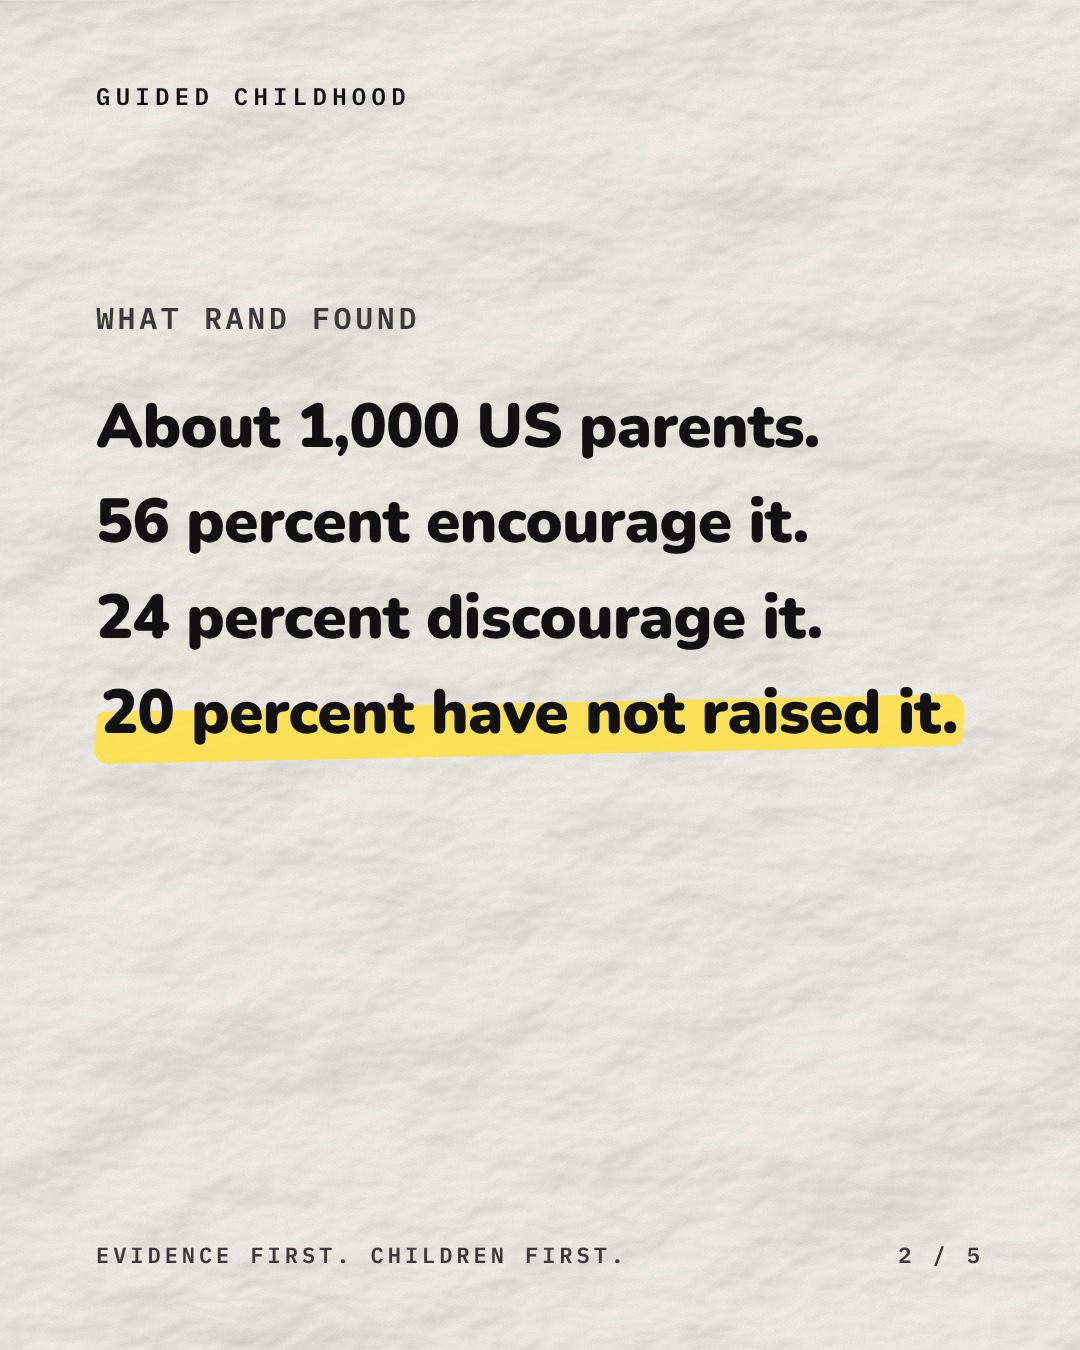 GUIDED CHILDHOOD
WHAT RAND FOUND
About 1,000 US parents.
56 percent encourage it.
24 percent discourage it.
20 percent have not raised it.
EVIDENCE FIRST. CHILDREN FIRST.
2 / 5